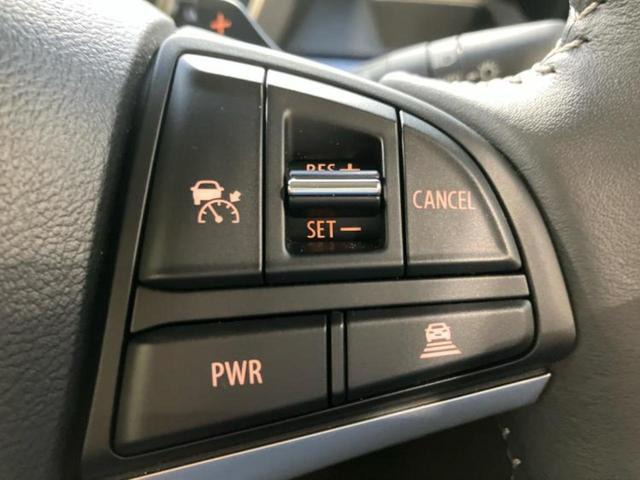 RES +
SET −
CANCEL
PWR